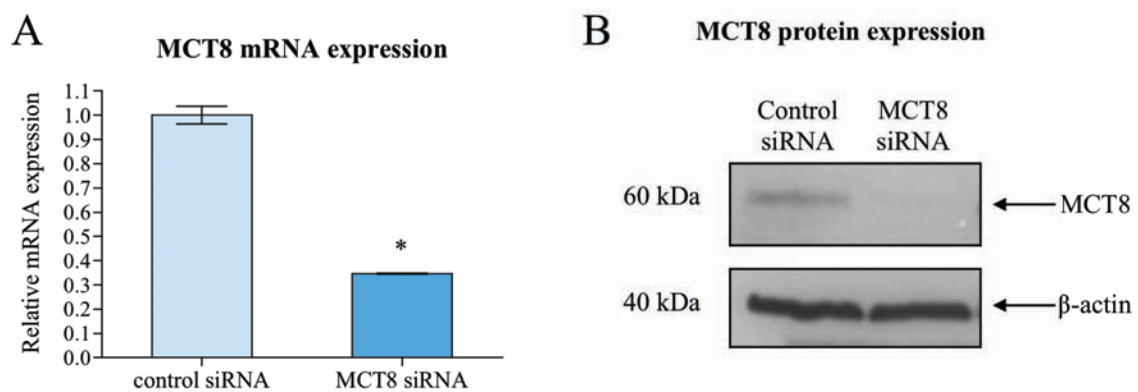 A
MCT8 mRNA expression
Relative mRNA expression
1.1
1.0
0.9
0.8
0.7
0.6
0.5
0.4
0.3
0.2
0.1
0.0
*
control siRNA
MCT8 siRNA
B
MCT8 protein expression
Control siRNA
MCT8 siRNA
60 kDa
MCT8
40 kDa
β-actin